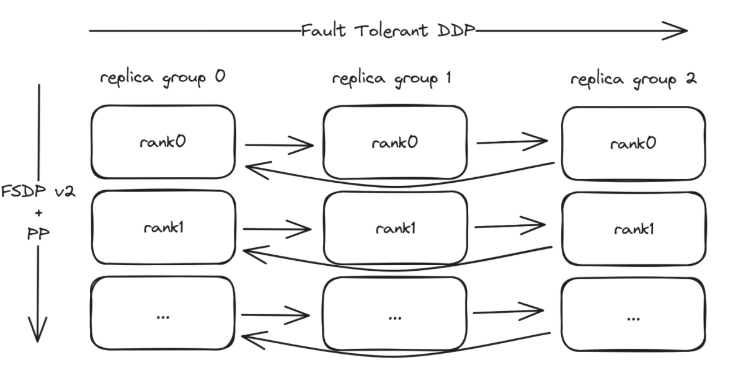 Fault Tolerant DDP
replica group 0 replica group 1 replica group 2
rank0 rank0 rank0
FSDP v2
+
PP
rank1 rank1 rank1
... ... ...